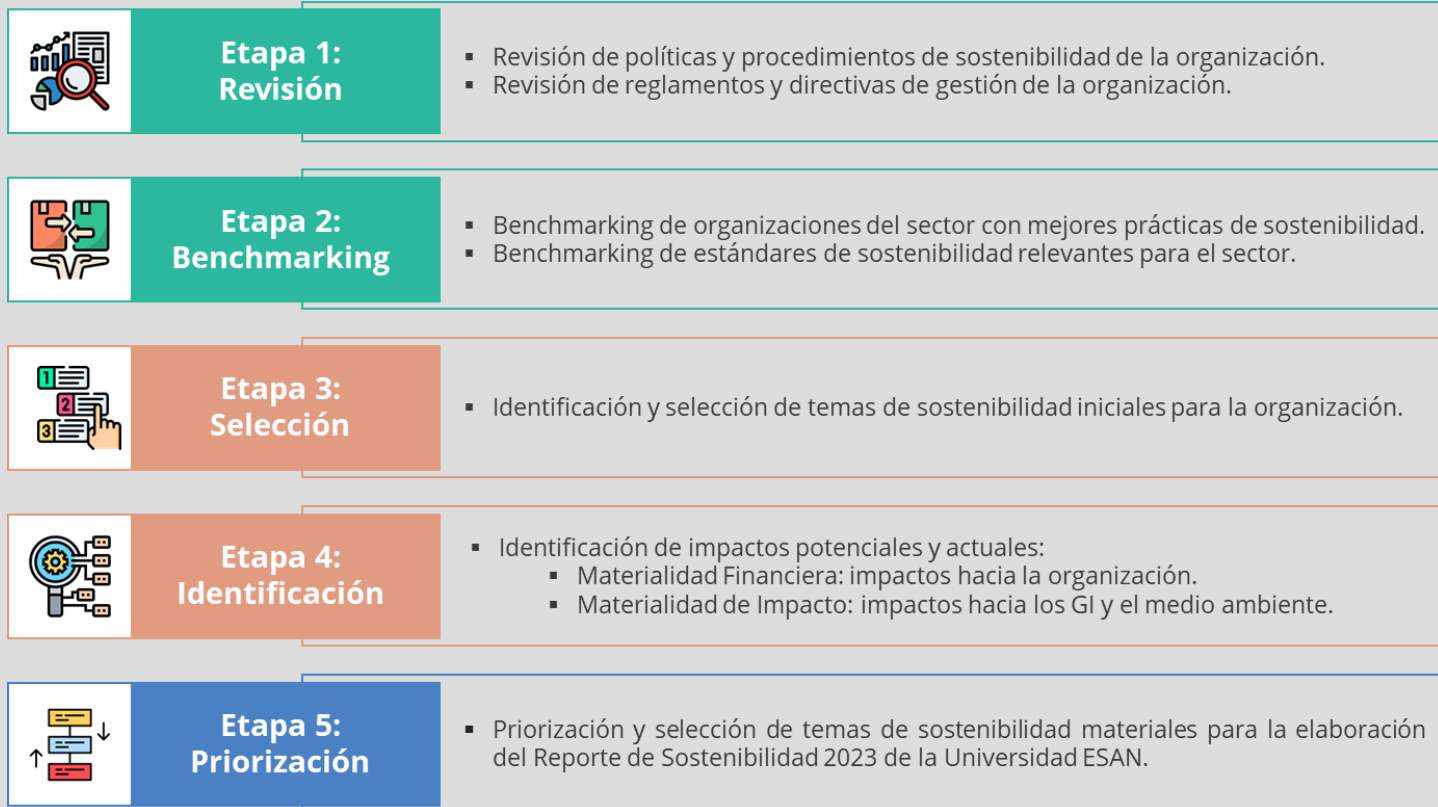 Etapa 1:
Revisión
▪ Revisión de políticas y procedimientos de sostenibilidad de la organización.
▪ Revisión de reglamentos y directivas de gestión de la organización.
Etapa 2:
Benchmarking
▪ Benchmarking de organizaciones del sector con mejores prácticas de sostenibilidad.
▪ Benchmarking de estándares de sostenibilidad relevantes para el sector.
1
2
3
Etapa 3:
Selección
▪ Identificación y selección de temas de sostenibilidad iniciales para la organización.
Etapa 4:
Identificación
▪ Identificación de impactos potenciales y actuales:
▪ Materialidad Financiera: impactos hacia la organización.
▪ Materialidad de Impacto: impactos hacia los GI y el medio ambiente.
Etapa 5:
Priorización
▪ Priorización y selección de temas de sostenibilidad materiales para la elaboración
del Reporte de Sostenibilidad 2023 de la Universidad ESAN.